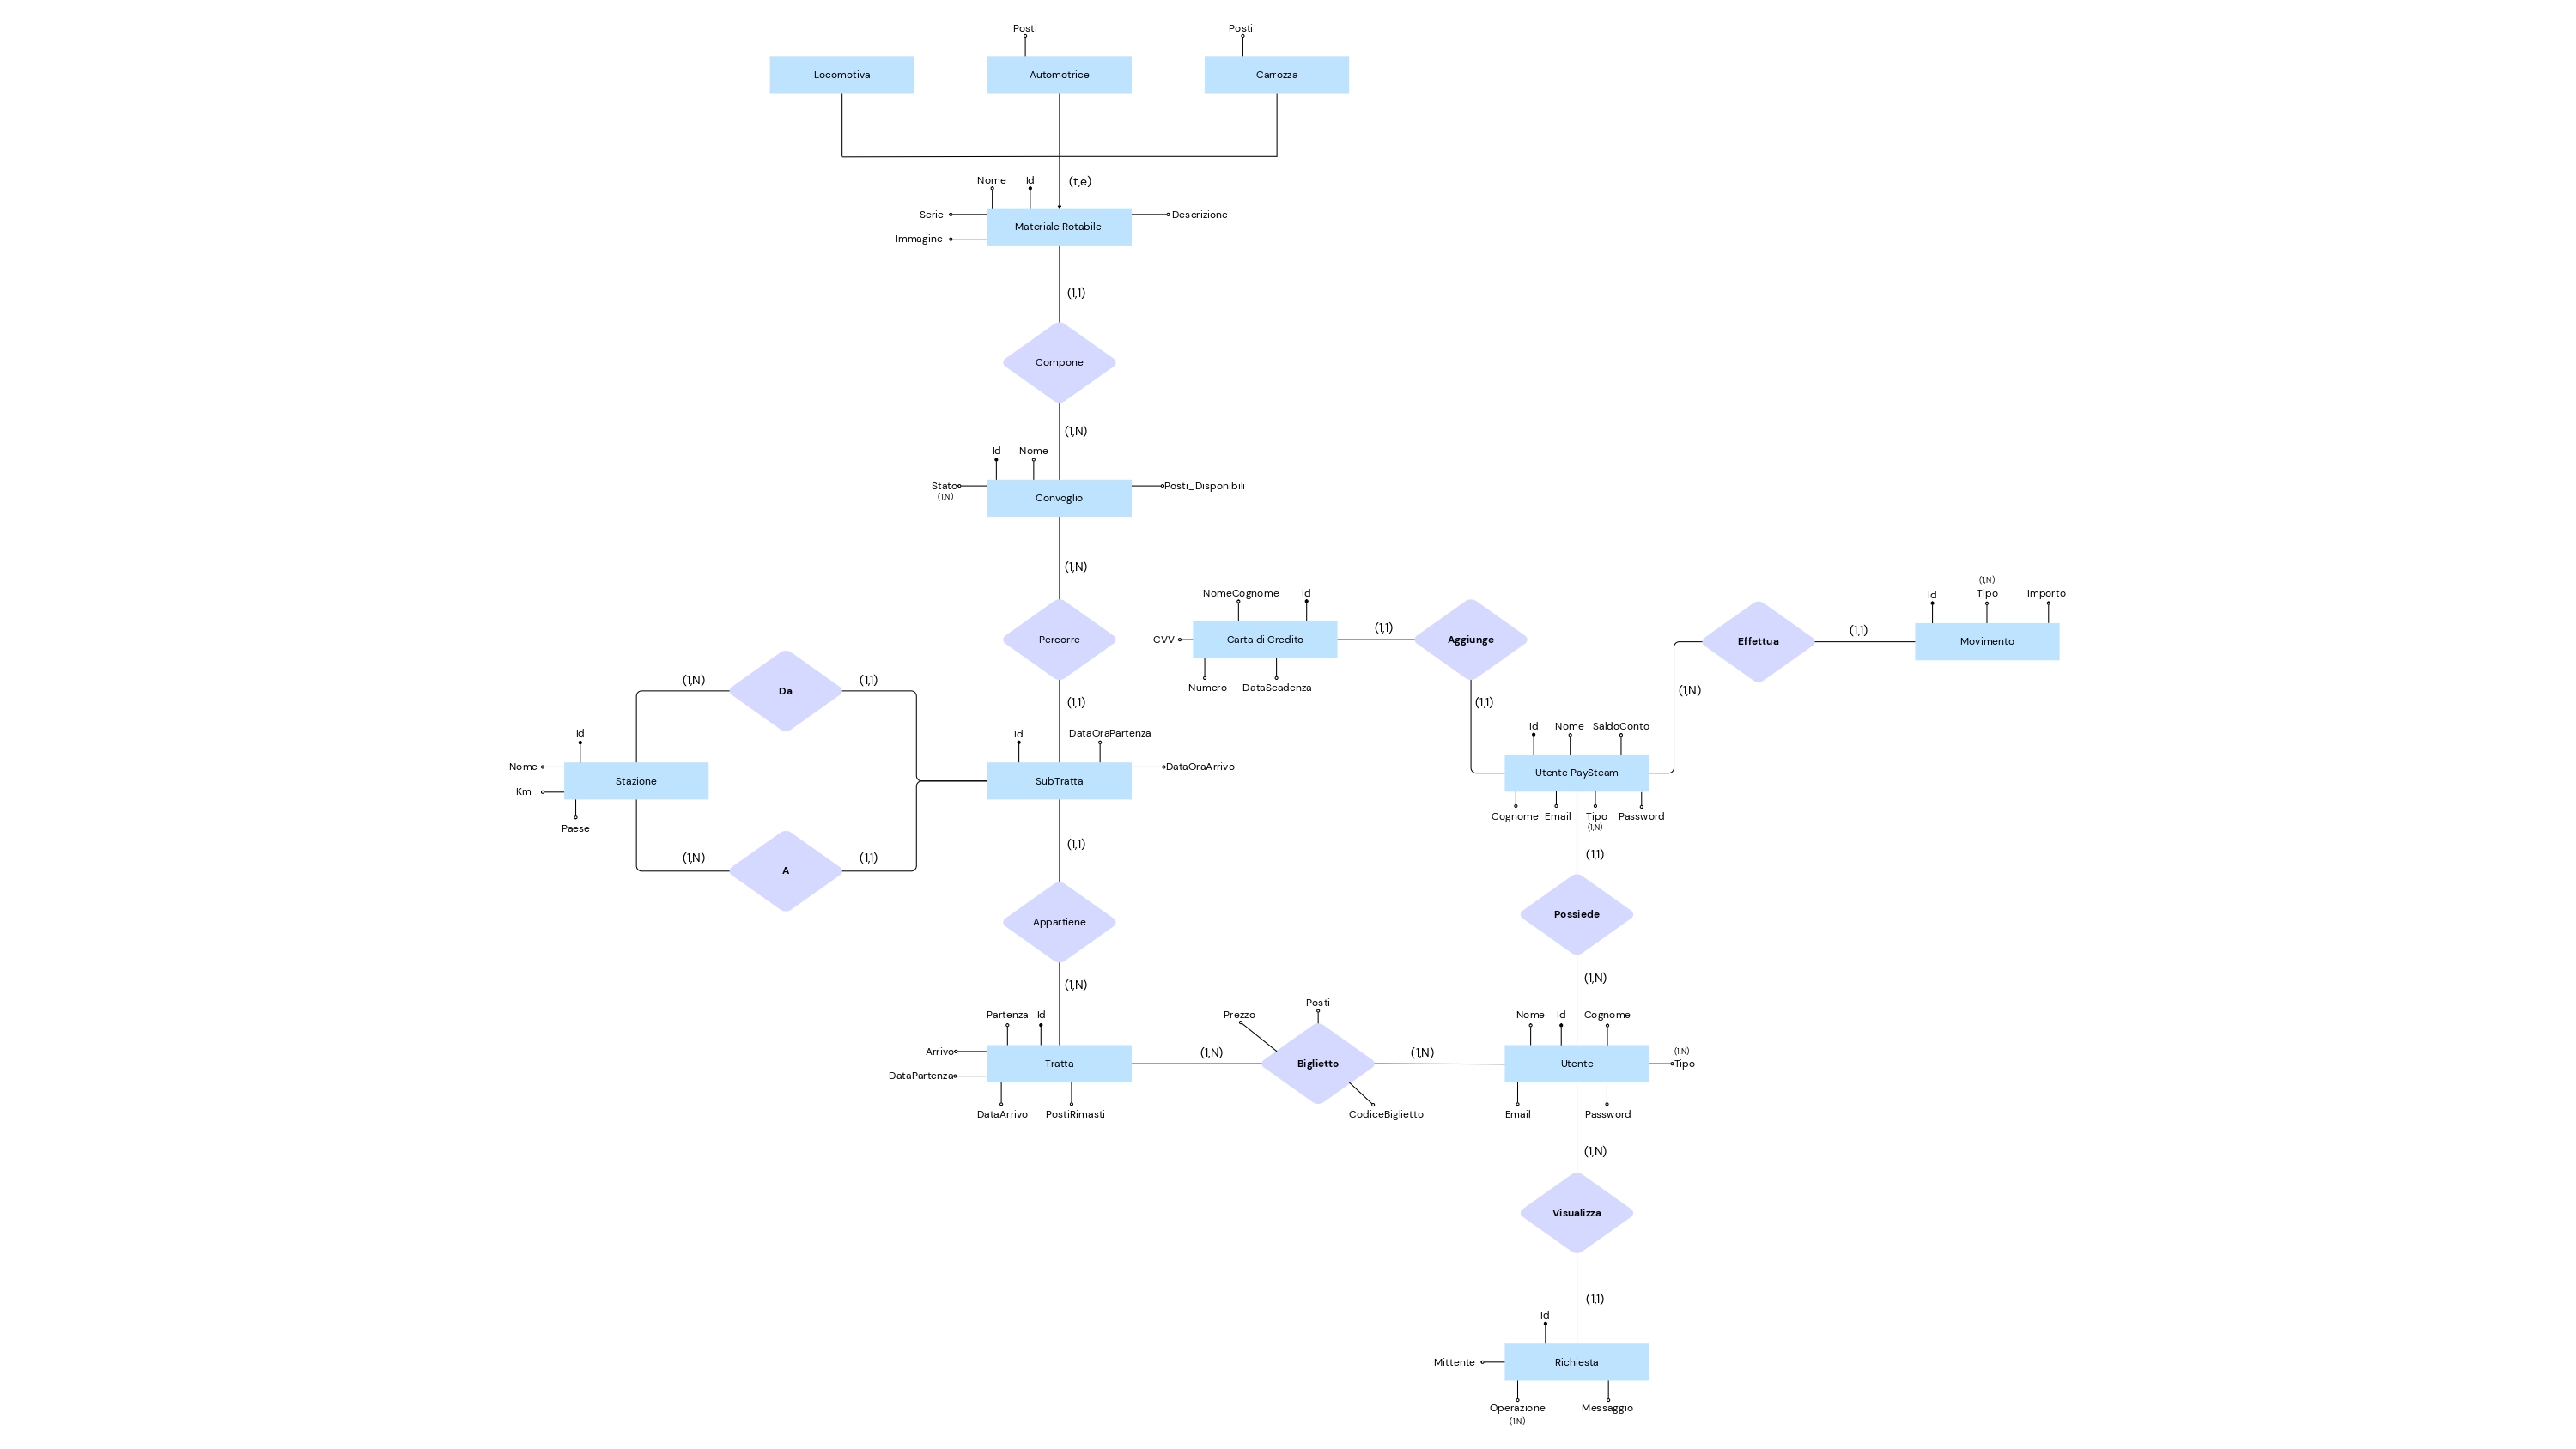 Posti
Posti
Locomotiva
Automotrice
Carrozza
Nome
Id
(t,e)
Serie
Descrizione
Materiale Rotabile
Immagine
(1,1)
Compone
(1,N)
Id
Nome
Stato
(1,N)
Posti_Disponibili
Convoglio
(1,N)
Percorre
(1,1)
NomeCognome
Id
CVV
Carta di Credito
Numero
DataScadenza
(1,1)
Aggiunge
(1,1)
Effettua
(1,1)
(1,N)
Id
(1,N)
Tipo
Importo
Movimento
(1,N)
Da
(1,1)
Id
Nome
Stazione
Km
Paese
(1,N)
A
(1,1)
Id
DataOraPartenza
DataOraArrivo
SubTratta
(1,1)
Id
Nome
SaldoConto
Utente PaySteam
Cognome
Email
Tipo
(1,N)
Password
(1,1)
Possiede
(1,N)
Appartiene
(1,N)
Partenza
Id
Arrivo
Tratta
DataPartenza
DataArrivo
PostiRimasti
(1,N)
Prezzo
Posti
Biglietto
CodiceBiglietto
(1,N)
Nome
Id
Cognome
(1,N)
Tipo
Utente
Email
Password
(1,N)
Visualizza
(1,1)
Id
Mittente
Richiesta
Operazione
(1,N)
Messaggio